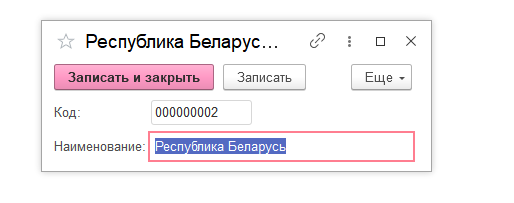 Республика Беларус...
Записать и закрыть
Записать
Еще
Код:
000000002
Наименование:
Республика Беларусь